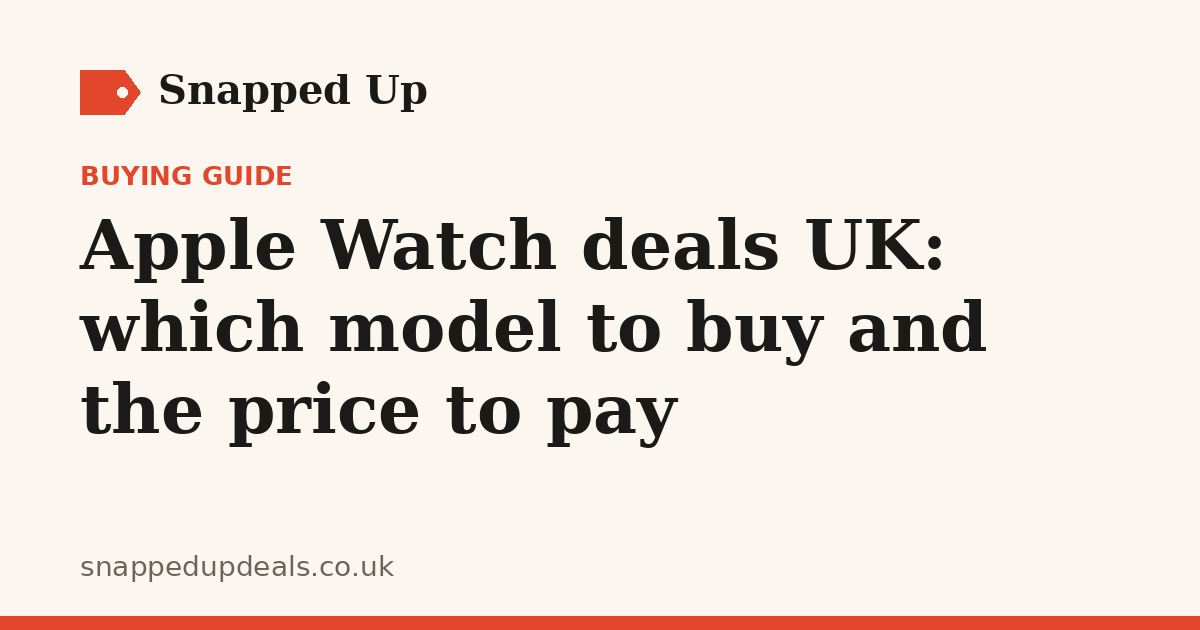 Snapped Up
BUYING GUIDE
Apple Watch deals UK:
which model to buy and
the price to pay
snappedupdeals.co.uk